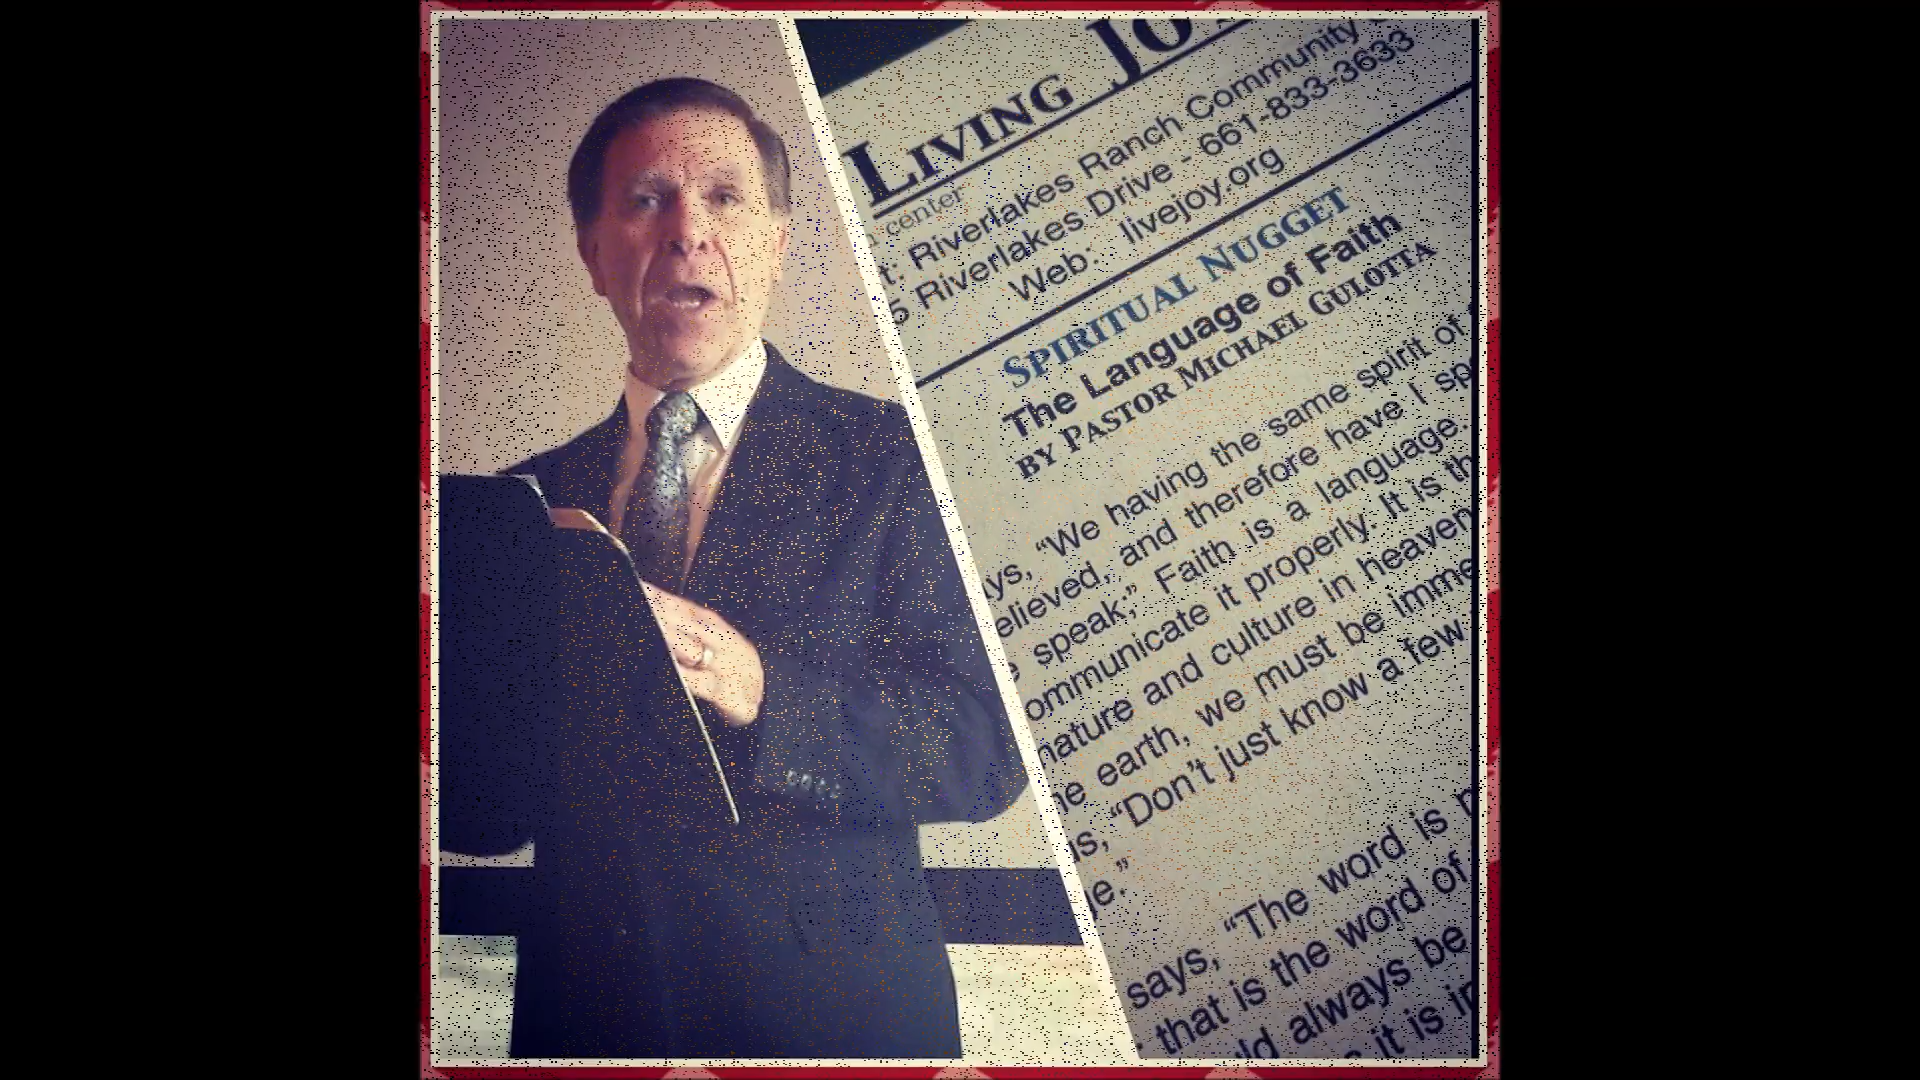 LIVING JO
center
t: Riverlakes Ranch Community
5 Riverlakes Drive - 661-833-3633
Web: livejoy.org
SPIRITUAL NUGGET
The Language of Faith
BY PASTOR MICHAEL GULOTTA
ys, “We having the same spirit of
elieved, and therefore have I sp
e speak,” Faith is a language.
ommunicate it properly. It is th
nature and culture in heaven
he earth, we must be imme
s, “Don’t just know a few
ge.”
says, “The word is n
that is the word of
ld always be
s it is in